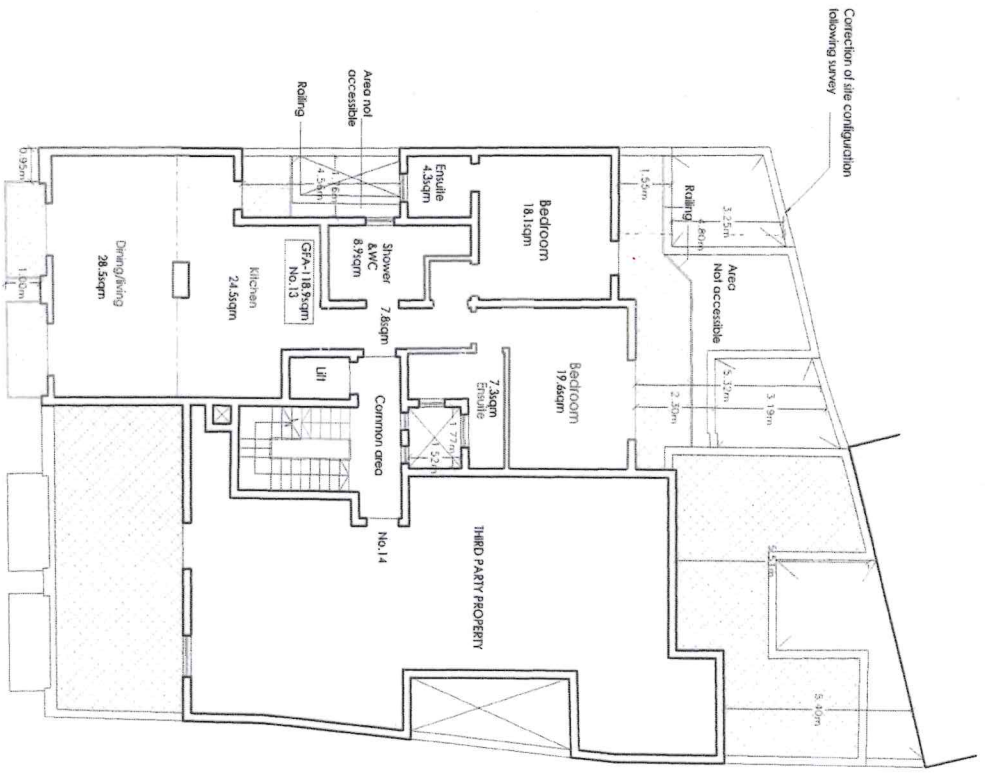 Correction of site configuration
following survey
Area not
accessible
Railing
0.95m
1.00m
Dining/living
28.5sqm
Kitchen
24.5sqm
GFA-118.9sqm
No.13
Shower
&WC
8.9sqm
7.8sqm
Ensuite
4.3sqm
4.56m
Bedroom
18.1sqm
1.55m
Railing
3.25m
4.80m
Area
Not accessible
5.32m
3.19m
2.30m
Bedroom
19.6sqm
7.3sqm
Ensuite
1.77m
1.52m
Lift
Common area
No.14
THIRD PARTY PROPERTY